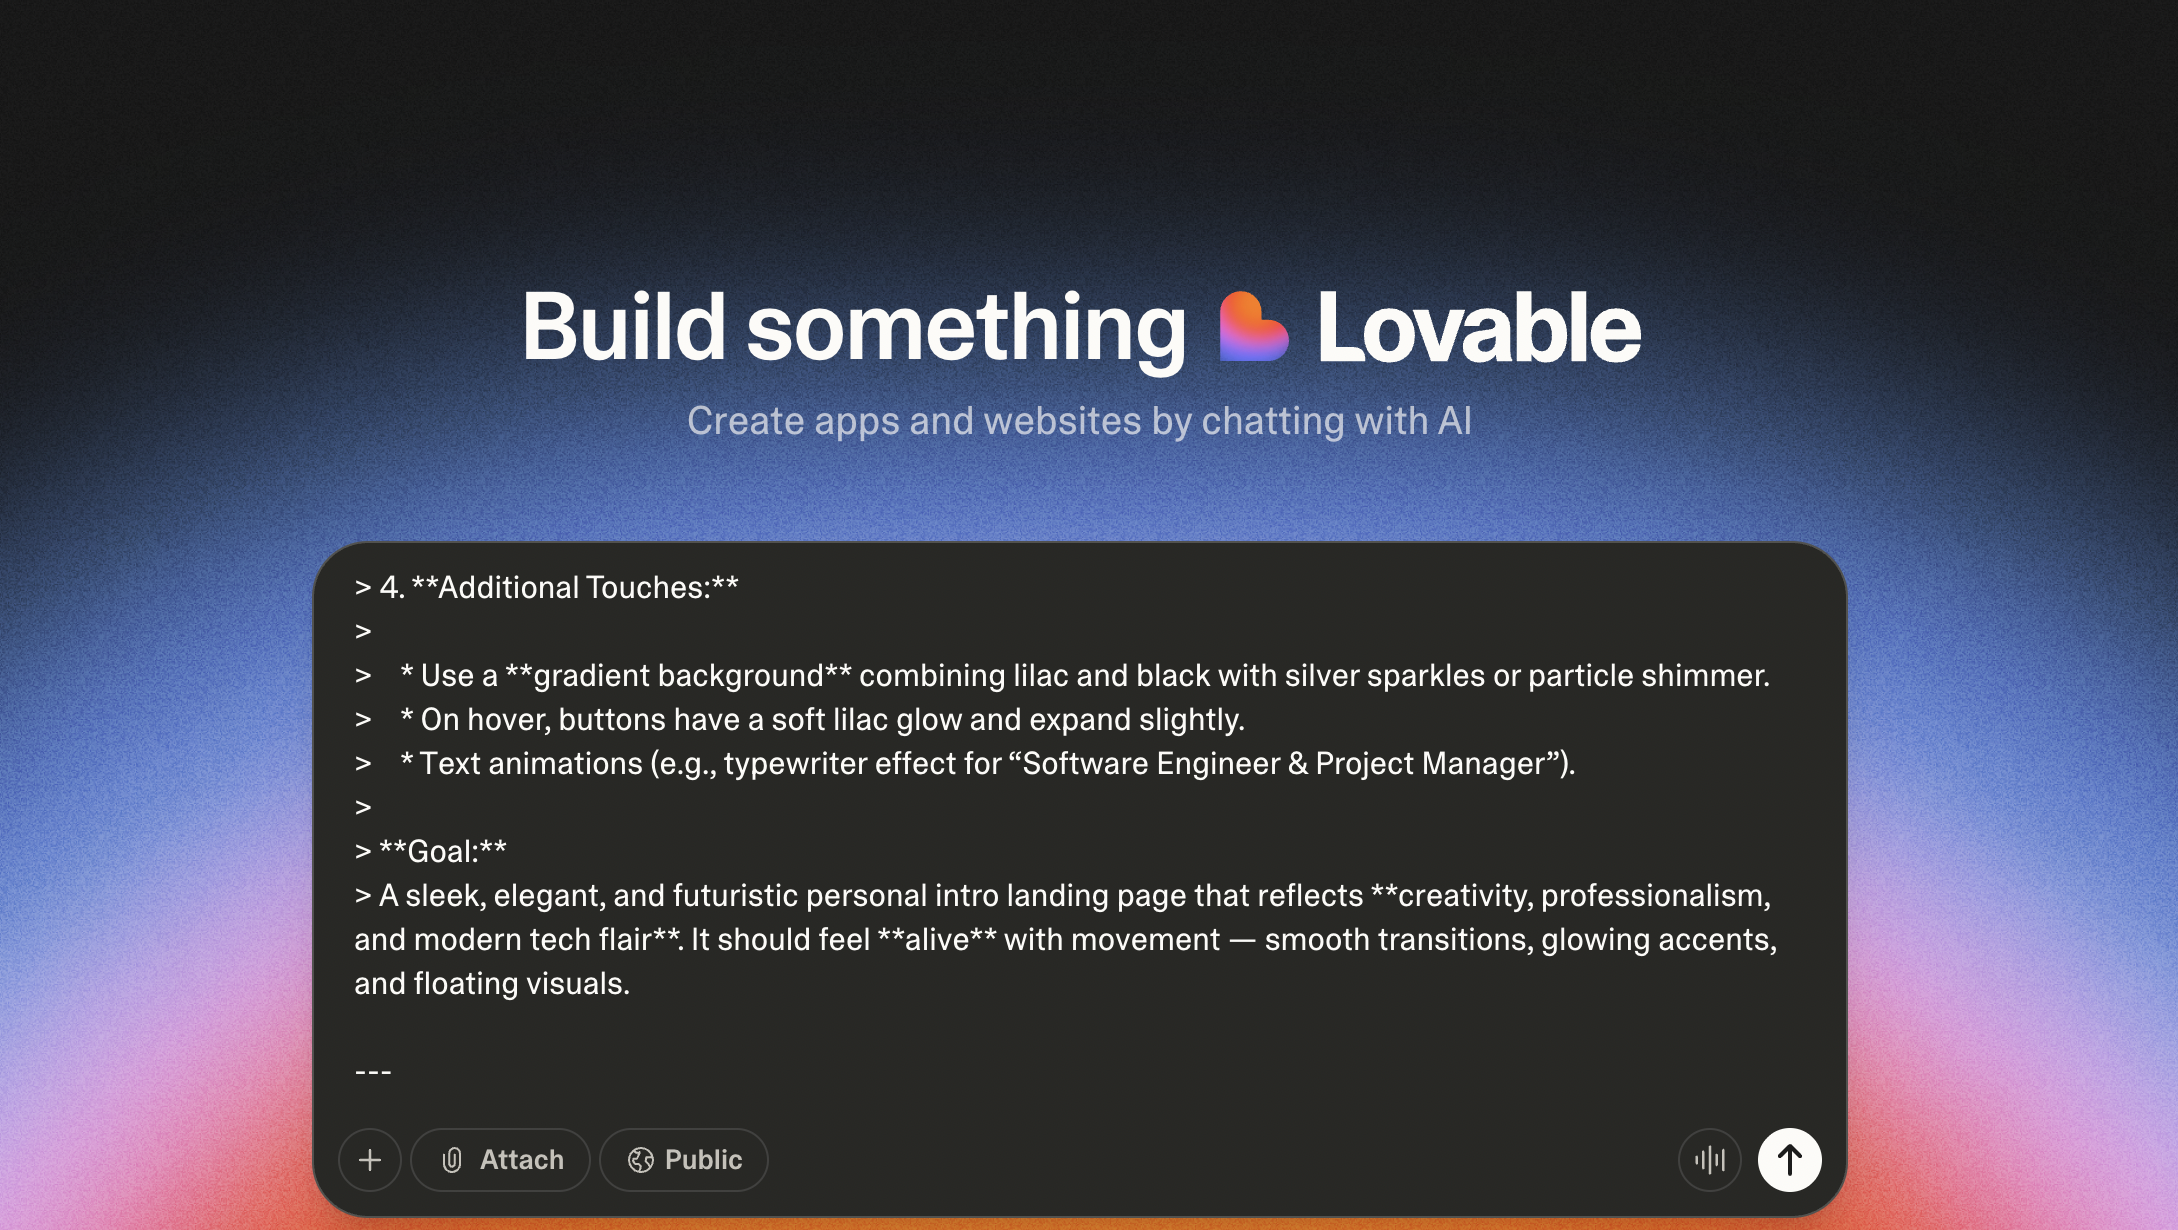 Build something Lovable
Create apps and websites by chatting with AI
> 4. **Additional Touches:**
>
>    * Use a **gradient background** combining lilac and black with silver sparkles or particle shimmer.
>    * On hover, buttons have a soft lilac glow and expand slightly.
>    * Text animations (e.g., typewriter effect for “Software Engineer & Project Manager”).
>
> **Goal:**
> A sleek, elegant, and futuristic personal intro landing page that reflects **creativity, professionalism,
and modern tech flair**. It should feel **alive** with movement — smooth transitions, glowing accents,
and floating visuals.
---
Attach Public